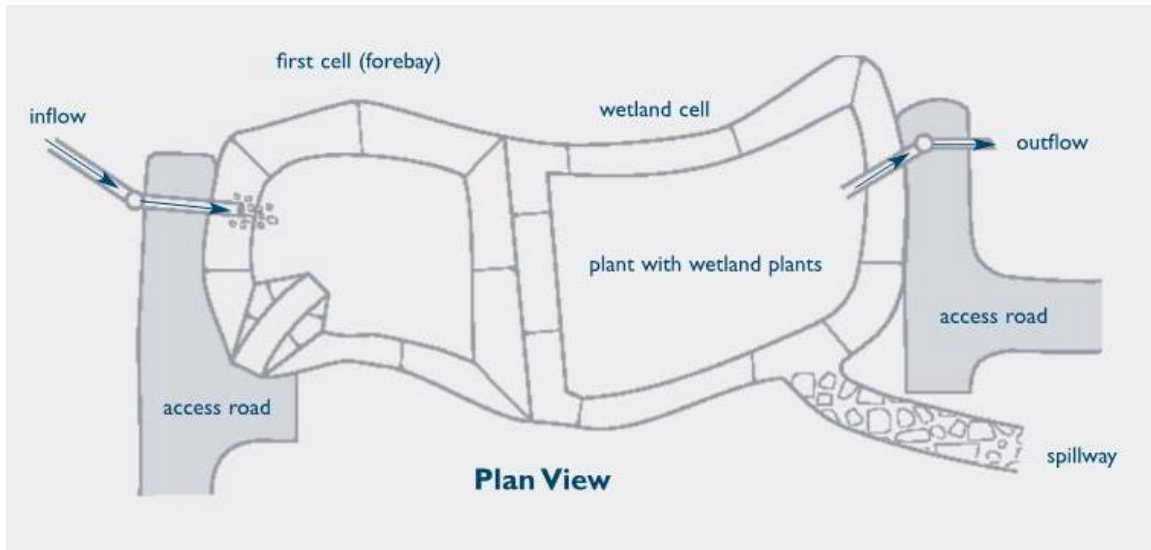 first cell (forebay)
inflow
wetland cell
outflow
plant with wetland plants
access road
access road
spillway
Plan View